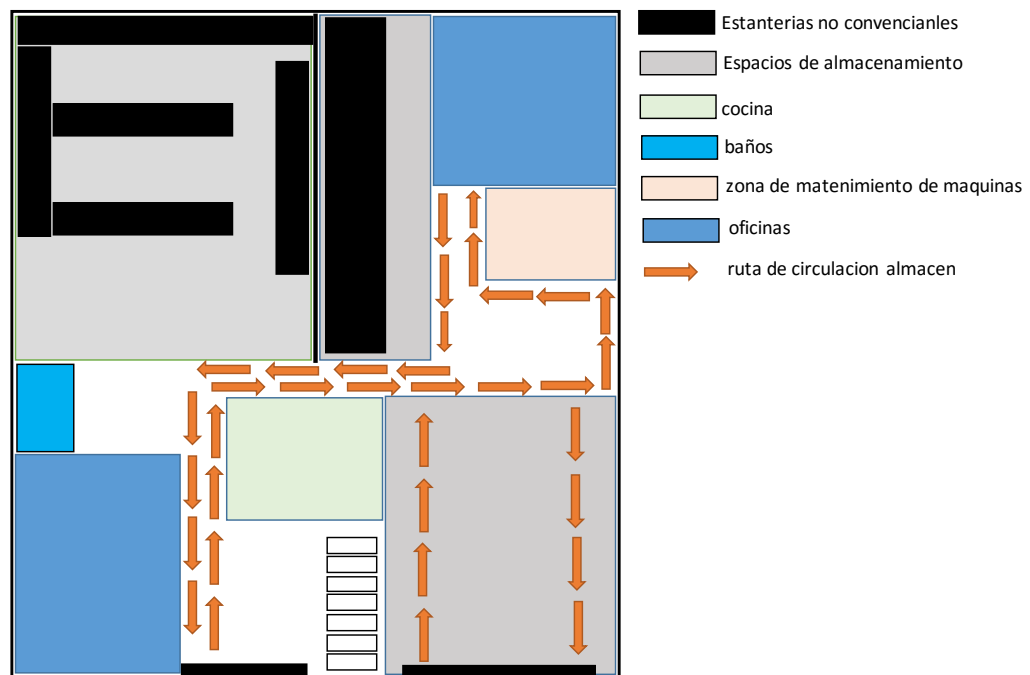 Estanterias no convencianles
Espacios de almacenamiento
cocina
baños
zona de matenimiento de maquinas
oficinas
ruta de circulacion almacen